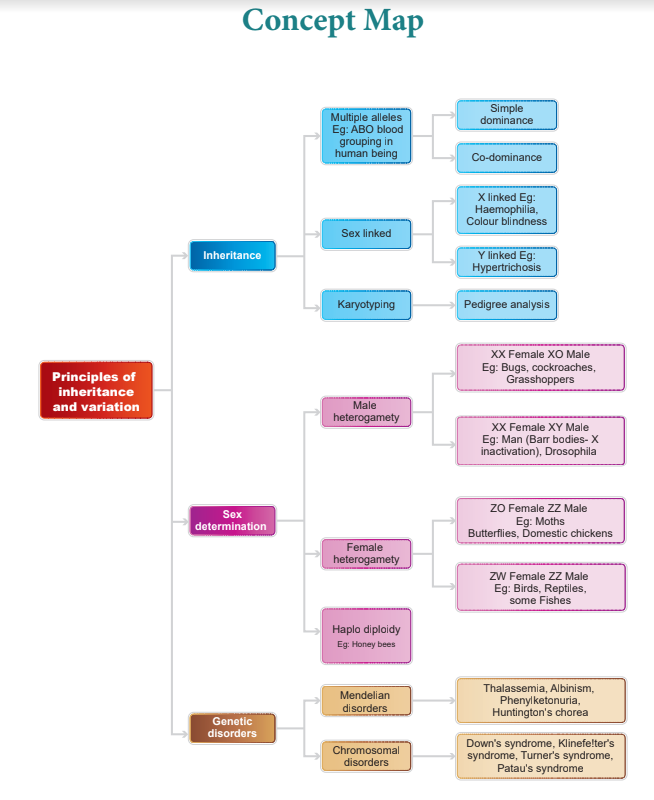 Concept Map
Principles of
inheritance
and variation
Inheritance
Multiple alleles
Eg: ABO blood
grouping in
human being
Simple
dominance
Co-dominance
Sex linked
X linked Eg:
Haemophilia,
Colour blindness
Y linked Eg:
Hypertrichosis
Karyotyping
Pedigree analysis
Sex
determination
Male
heterogamety
XX Female XO Male
Eg: Bugs, cockroaches,
Grasshoppers
XX Female XY Male
Eg: Man (Barr bodies- X
inactivation), Drosophila
Female
heterogamety
ZO Female ZZ Male
Eg: Moths
Butterflies, Domestic chickens
ZW Female ZZ Male
Eg: Birds, Reptiles,
some Fishes
Haplo diploidy
Eg: Honey bees
Genetic
disorders
Mendelian
disorders
Thalassemia, Albinism,
Phenylketonuria,
Huntington's chorea
Chromosomal
disorders
Down's syndrome, Klinefelter's
syndrome, Turner's syndrome,
Patau's syndrome